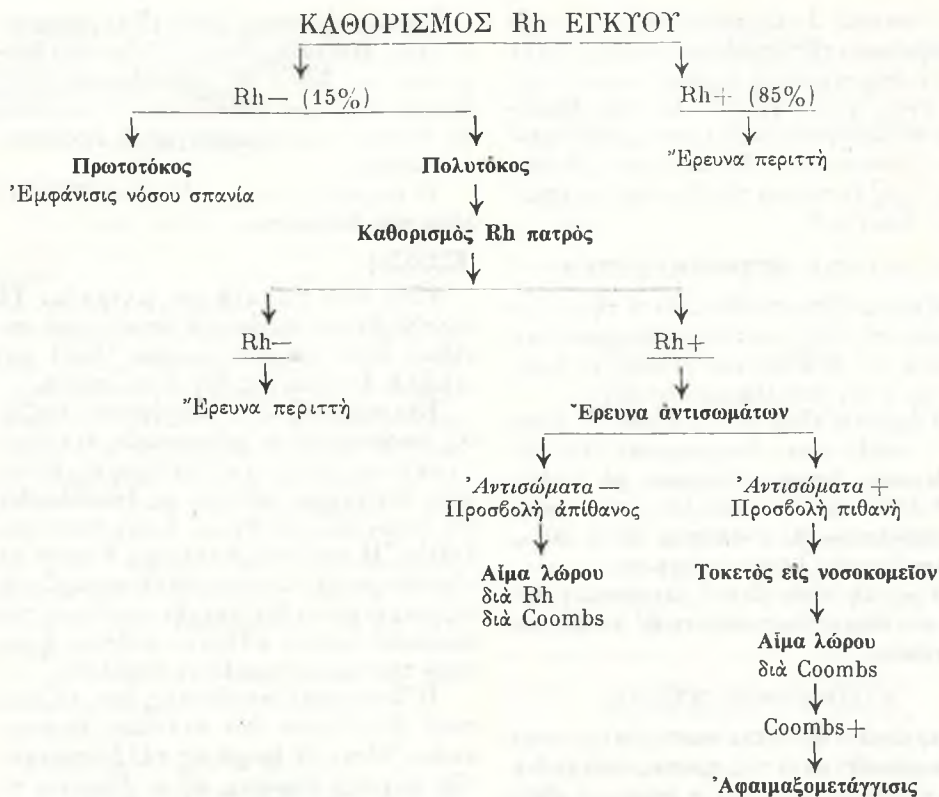 ΚΑΘΟΡΙΣΜΟΣ Rh ΕΓΚΥΟΥ
Rh— (15%)
Rh+ (85%)
Πρωτοτόκος
Πολυτόκος
Ἔρευνα περιττὴ
Ἐμφάνισις νόσου σπανία
Καθορισμὸς Rh πατρὸς
Rh—
Rh+
Ἔρευνα περιττὴ
Ἔρευνα ἀντισωμάτων
Ἀντισώματα —
Ἀντισώματα +
Προσβολὴ ἀπίθανος
Προσβολὴ πιθανὴ
Αἷμα λώρου
διὰ Rh
διὰ Coombs
Τοκετὸς εἰς νοσοκομεῖον
Αἷμα λώρου
διὰ Coombs
Coombs+
Ἀφαιμαξομετάγγισις